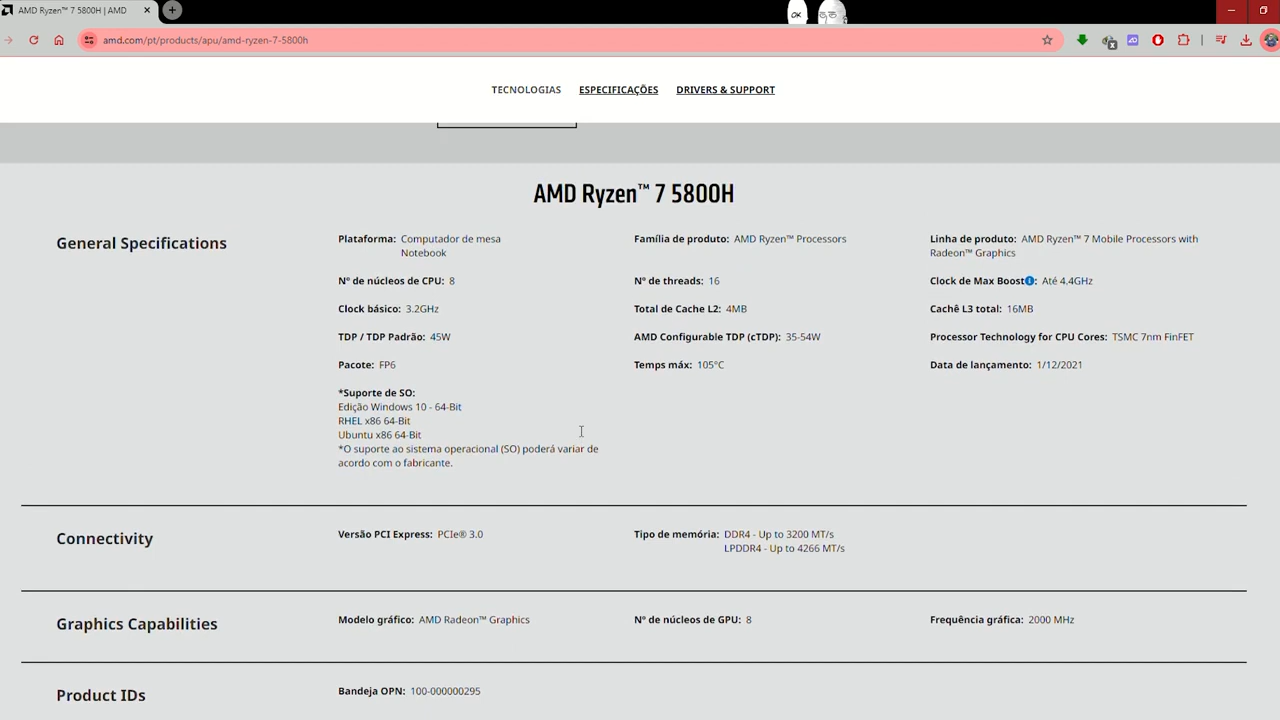 AMD Ryzen™ 7 5800H | AMD
OK
amd.com/pt/products/apu/amd-ryzen-7-5800h
TECNOLOGIAS ESPECIFICAÇÕES DRIVERS & SUPPORT
AMD Ryzen™ 7 5800H
General Specifications
Plataforma: Computador de mesa
Notebook
Família de produto: AMD Ryzen™ Processors
Linha de produto: AMD Ryzen™ 7 Mobile Processors with
Radeon™ Graphics
Nº de núcleos de CPU: 8
Nº de threads: 16
Clock de Max Boost: Até 4.4GHz
Clock básico: 3.2GHz
Total de Cache L2: 4MB
Cachê L3 total: 16MB
TDP / TDP Padrão: 45W
AMD Configurable TDP (cTDP): 35-54W
Processor Technology for CPU Cores: TSMC 7nm FinFET
Pacote: FP6
Temps máx: 105°C
Data de lançamento: 1/12/2021
*Suporte de SO:
Edição Windows 10 - 64-Bit
RHEL x86 64-Bit
Ubuntu x86 64-Bit
*O suporte ao sistema operacional (SO) poderá variar de
acordo com o fabricante.
Connectivity
Versão PCI Express: PCIe® 3.0
Tipo de memória: DDR4 - Up to 3200 MT/s
LPDDR4 - Up to 4266 MT/s
Graphics Capabilities
Modelo gráfico: AMD Radeon™ Graphics
Nº de núcleos de GPU: 8
Frequência gráfica: 2000 MHz
Product IDs
Bandeja OPN: 100-000000295